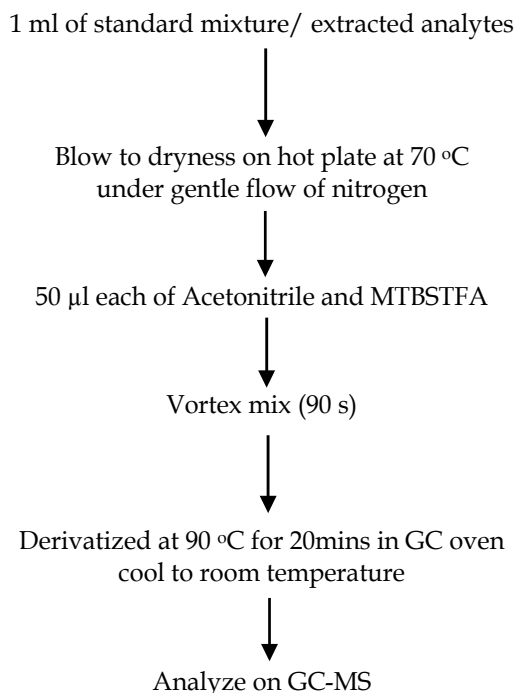 1 ml of standard mixture/ extracted analytes
Blow to dryness on hot plate at 70 ºC
under gentle flow of nitrogen
50 µl each of Acetonitrile and MTBSTFA
Vortex mix (90 s)
Derivatized at 90 ºC for 20mins in GC oven
cool to room temperature
Analyze on GC-MS